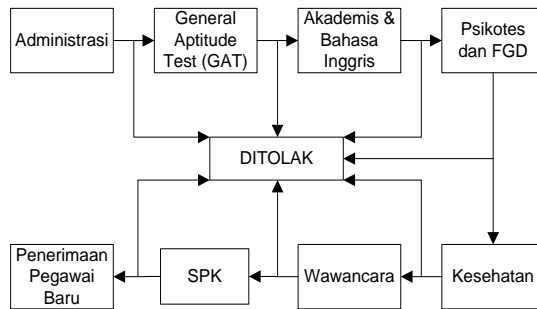 Administrasi
General
Aptitude
Test (GAT)
Akademis &
Bahasa
Inggris
Psikotes
dan FGD
DITOLAK
Penerimaan
Pegawai
Baru
SPK
Wawancara
Kesehatan